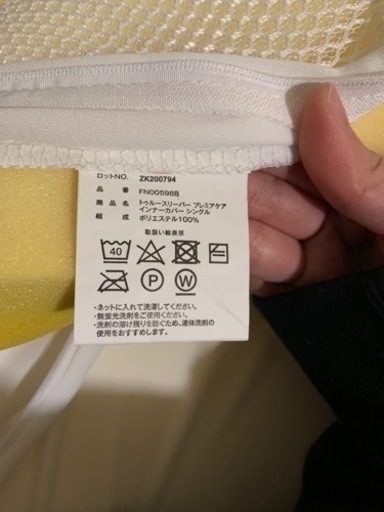 ロットNO. ZK200794
品 番 FN005988
商 品 名 トゥルースリーパー プレミアケア
インナーカバー シングル
組 成 ポリエステル100%
取扱い絵表示
40
P W
・ネットに入れて洗濯してください。
・無蛍光洗剤をご使用ください。
・洗剤の溶け残りを防ぐため、液体洗剤の
使用をおすすめします。